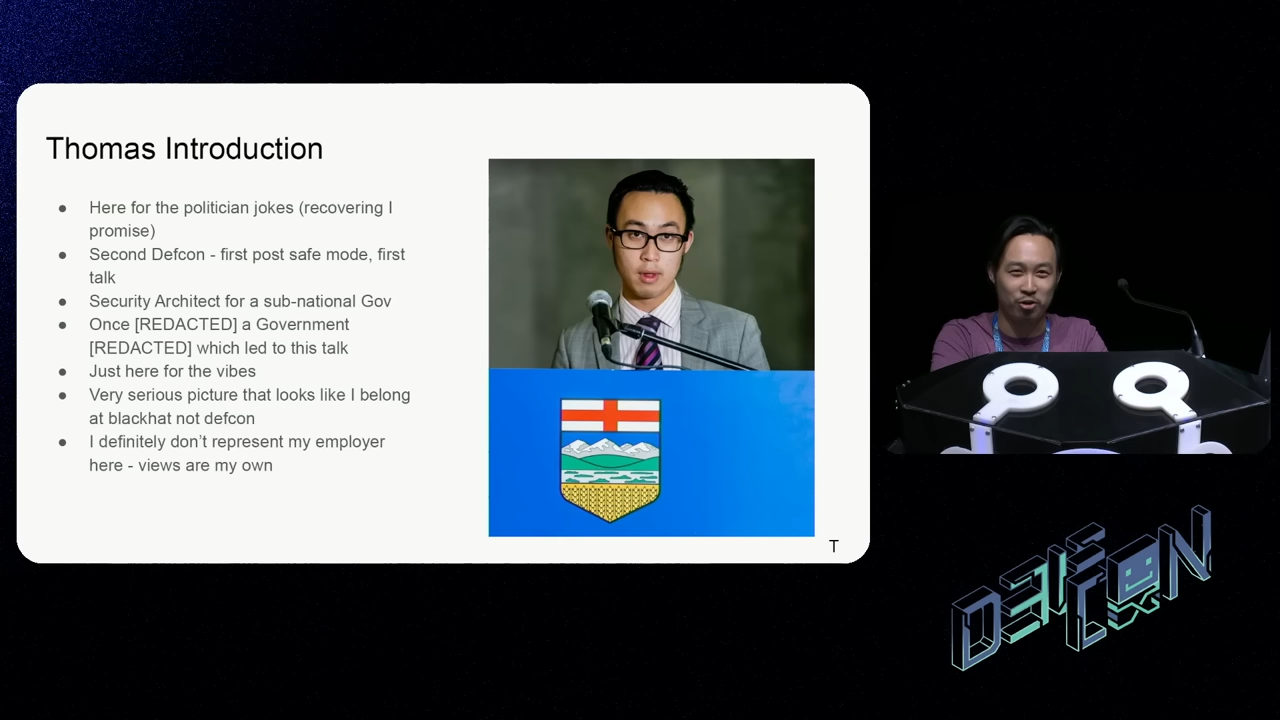 Thomas Introduction
● Here for the politician jokes (recovering I
promise)
● Second Defcon - first post safe mode, first
talk
● Security Architect for a sub-national Gov
● Once [REDACTED] a Government
[REDACTED] which led to this talk
● Just here for the vibes
● Very serious picture that looks like I belong
at blackhat not defcon
● I definitely don’t represent my employer
here - views are my own
T
DEF
CON